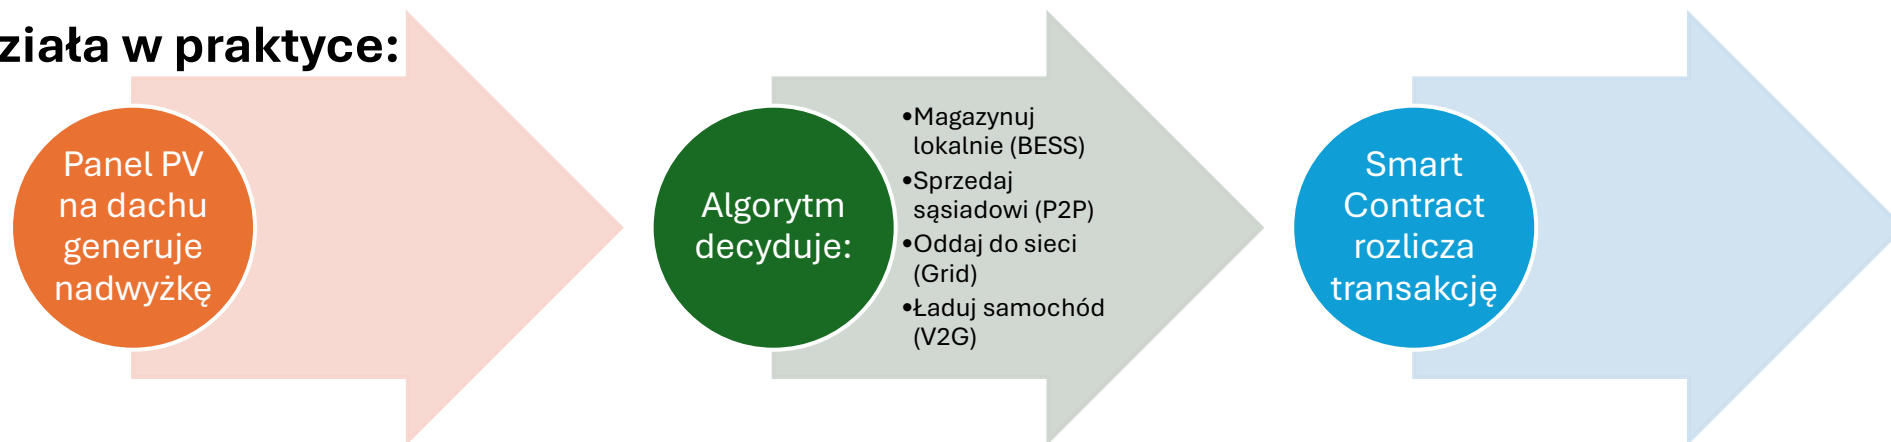 ziała w praktyce:
Panel PV
na dachu
generuje
nadwyżkę
Algorytm
decyduje:
•Magazynuj
lokalnie (BESS)
•Sprzedaj
sąsiadowi (P2P)
•Oddaj do sieci
(Grid)
•Ładuj samochód
(V2G)
Smart
Contract
rozlicza
transakcję